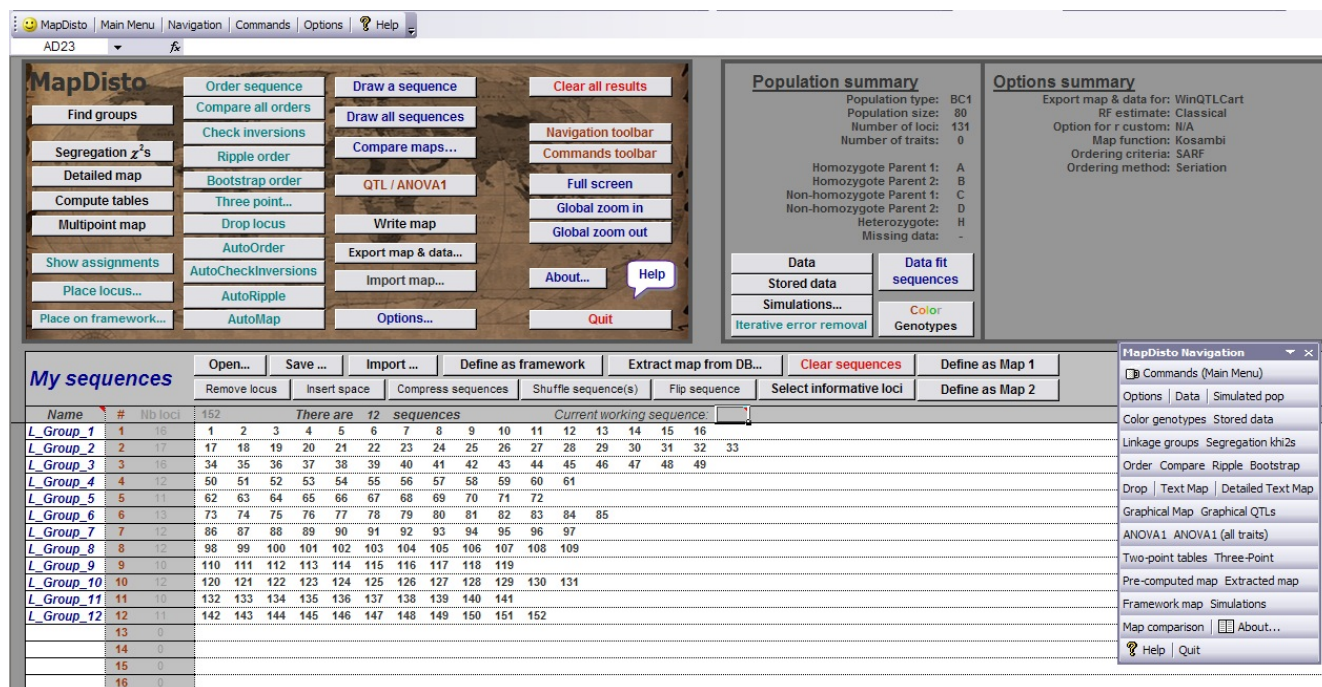 MapDisto Main Menu Navigation Commands Options Help
AD23 fx
MapDisto
Find groups
Segregation χ²s
Detailed map
Compute tables
Multipoint map
Show assignments
Place locus...
Place on framework...
Order sequence
Compare all orders
Check inversions
Ripple order
Bootstrap order
Three point...
Drop locus
AutoOrder
AutoCheckInversions
AutoRipple
AutoMap
Draw a sequence
Draw all sequences
Compare maps...
QTL / ANOVA1
Write map
Export map & data...
Import map...
Options...
Clear all results
Navigation toolbar
Commands toolbar
Full screen
Global zoom in
Global zoom out
About...
Help
Quit
Population summary
Population type: BC1
Population size: 80
Number of loci: 131
Number of traits: 0
Homozygote Parent 1: A
Homozygote Parent 2: B
Non-homozygote Parent 1: C
Non-homozygote Parent 2: D
Heterozygote: H
Missing data: -
Data
Stored data
Simulations...
Iterative error removal
Data fit
sequences
Color
Genotypes
Options summary
Export map & data for: WinQTLCart
RF estimate: Classical
Option for r custom: N/A
Map function: Kosambi
Ordering criteria: SARF
Ordering method: Seriation
My sequences
Open... Save ... Import ... Define as framework Extract map from DB... Clear sequences Define as Map 1
Remove locus Insert space Compress sequences Shuffle sequence(s) Flip sequence Select informative loci Define as Map 2
Name # Nb loci 152 There are 12 sequences Current working sequence:
L_Group_1 1 16 1 2 3 4 5 6 7 8 9 10 11 12 13 14 15 16
L_Group_2 2 17 17 18 19 20 21 22 23 24 25 26 27 28 29 30 31 32 33
L_Group_3 3 16 34 35 36 37 38 39 40 41 42 43 44 45 46 47 48 49
L_Group_4 4 12 50 51 52 53 54 55 56 57 58 59 60 61
L_Group_5 5 11 62 63 64 65 66 67 68 69 70 71 72
L_Group_6 6 13 73 74 75 76 77 78 79 80 81 82 83 84 85
L_Group_7 7 12 86 87 88 89 90 91 92 93 94 95 96 97
L_Group_8 8 12 98 99 100 101 102 103 104 105 106 107 108 109
L_Group_9 9 10 110 111 112 113 114 115 116 117 118 119
L_Group_10 10 12 120 121 122 123 124 125 126 127 128 129 130 131
L_Group_11 11 10 132 133 134 135 136 137 138 139 140 141
L_Group_12 12 11 142 143 144 145 146 147 148 149 150 151 152
13 0
14 0
15 0
16 0
MapDisto Navigation
Commands (Main Menu)
Options Data Simulated pop
Color genotypes Stored data
Linkage groups Segregation khi2s
Order Compare Ripple Bootstrap
Drop Text Map Detailed Text Map
Graphical Map Graphical QTLs
ANOVA1 ANOVA1 (all traits)
Two-point tables Three-Point
Pre-computed map Extracted map
Framework map Simulations
Map comparison About...
Help Quit